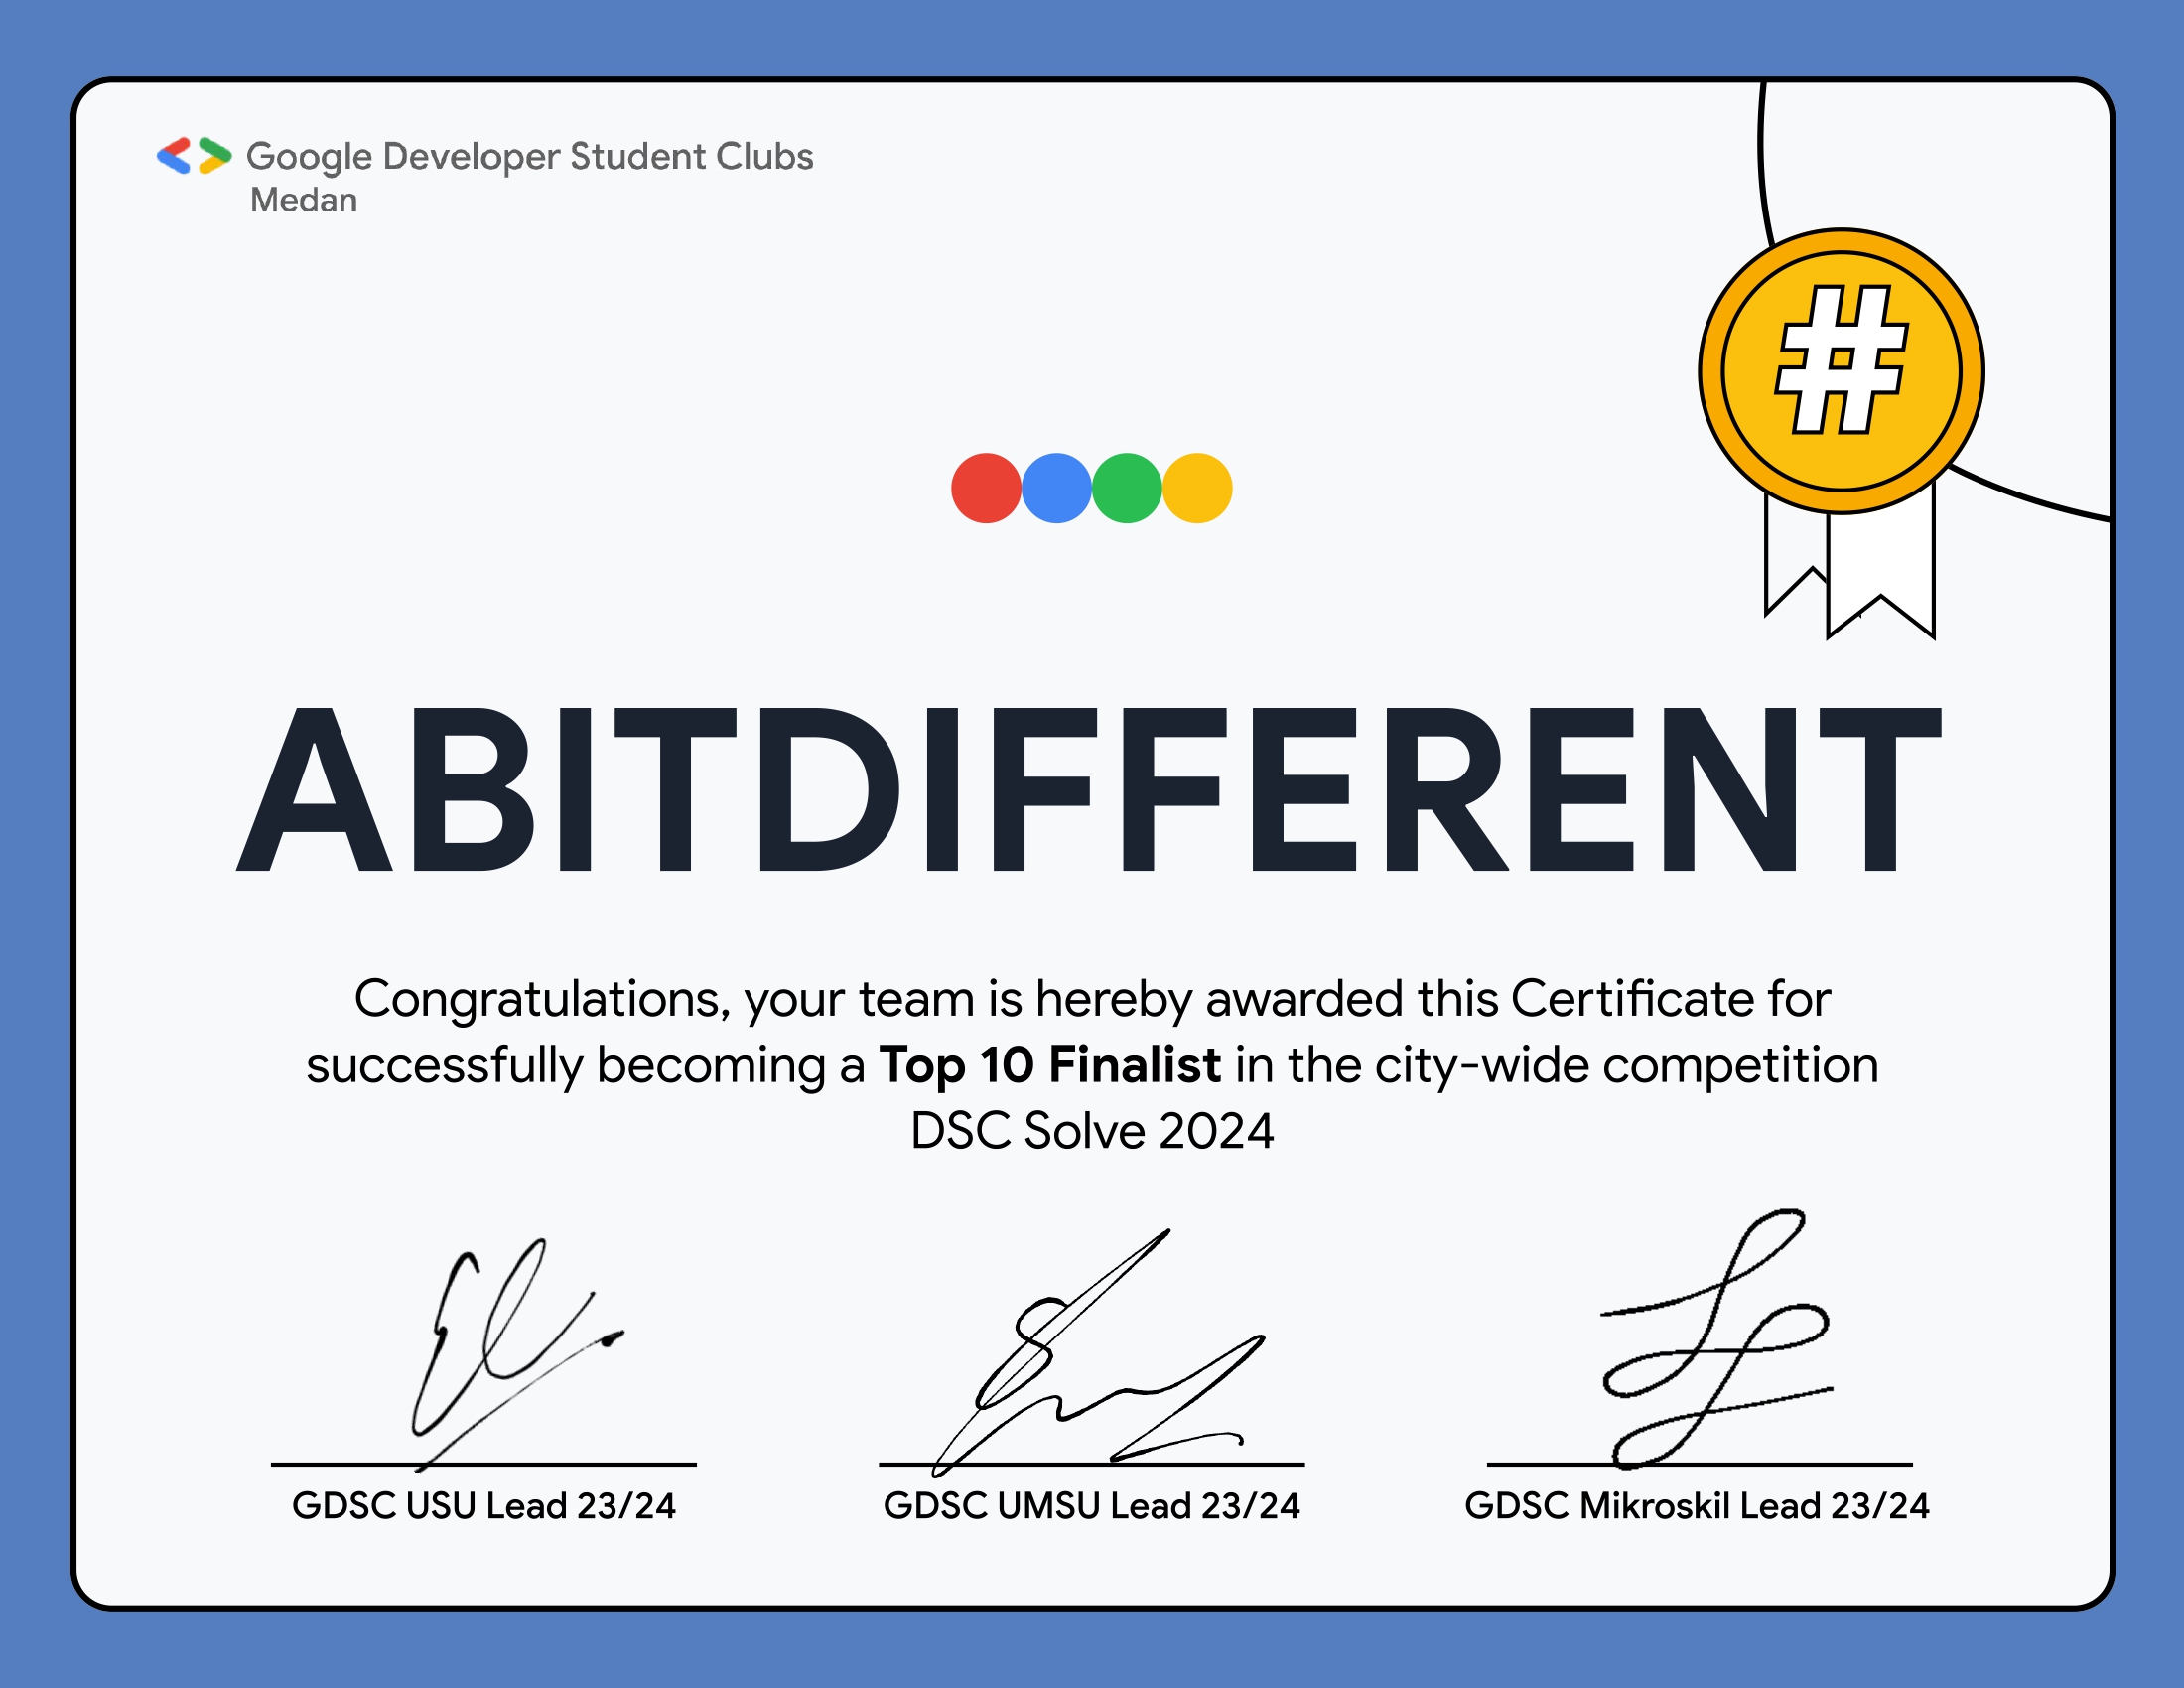 Google Developer Student Clubs
Medan
#
ABITDIFFERENT
Congratulations, your team is hereby awarded this Certificate for
successfully becoming a Top 10 Finalist in the city-wide competition
DSC Solve 2024
GDSC USU Lead 23/24
GDSC UMSU Lead 23/24
GDSC Mikroskil Lead 23/24